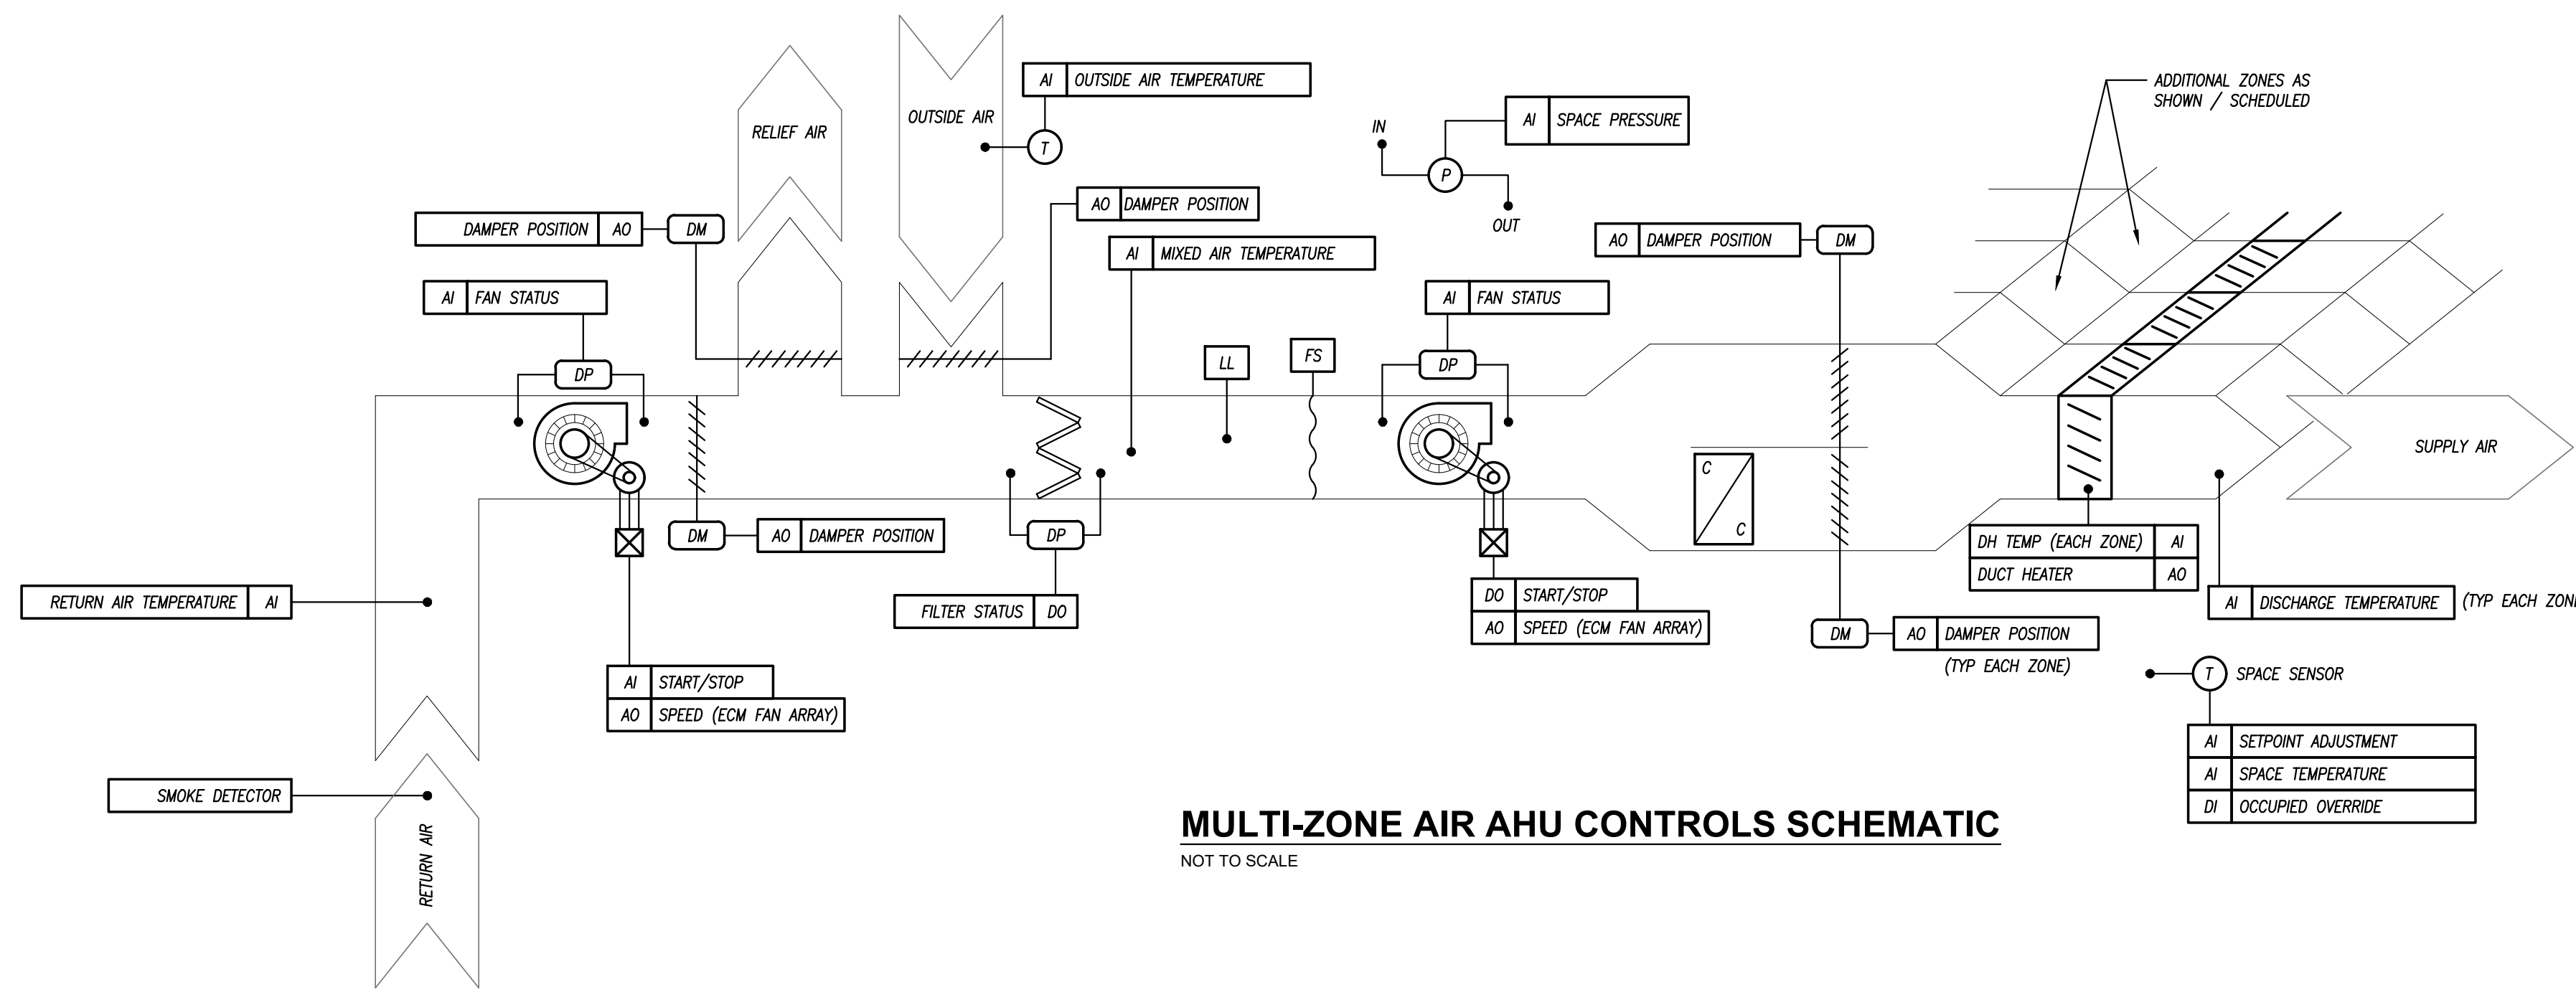 AI OUTSIDE AIR TEMPERATURE
ADDITIONAL ZONES AS
SHOWN / SCHEDULED
RELIEF AIR
OUTSIDE AIR
T
IN
AI SPACE PRESSURE
P
OUT
AO DAMPER POSITION
DAMPER POSITION AO
DM
AO DAMPER POSITION
DM
AI MIXED AIR TEMPERATURE
AI FAN STATUS
AI FAN STATUS
DP
LL
FS
DP
SUPPLY AIR
C
C
DM
AO DAMPER POSITION
DP
FILTER STATUS DO
DH TEMP (EACH ZONE) AI
DUCT HEATER AO
RETURN AIR TEMPERATURE AI
DO START/STOP
AO SPEED (ECM FAN ARRAY)
AI DISCHARGE TEMPERATURE (TYP EACH ZON
DM
AO DAMPER POSITION
(TYP EACH ZONE)
AI START/STOP
AO SPEED (ECM FAN ARRAY)
T SPACE SENSOR
AI SETPOINT ADJUSTMENT
AI SPACE TEMPERATURE
DI OCCUPIED OVERRIDE
SMOKE DETECTOR
RETURN AIR
MULTI-ZONE AIR AHU CONTROLS SCHEMATIC
NOT TO SCALE